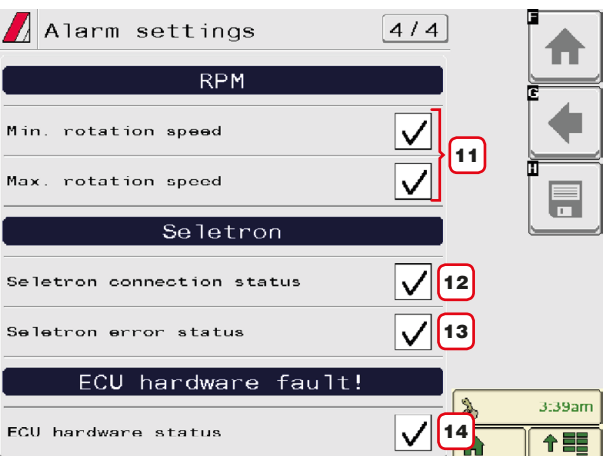 Alarm settings 4/4
F
RPM
G
Min. rotation speed
11
Max. rotation speed
H
Seletron
Seletron connection status 12
Seletron error status 13
ECU hardware fault!
3:39am
ECU hardware status 14